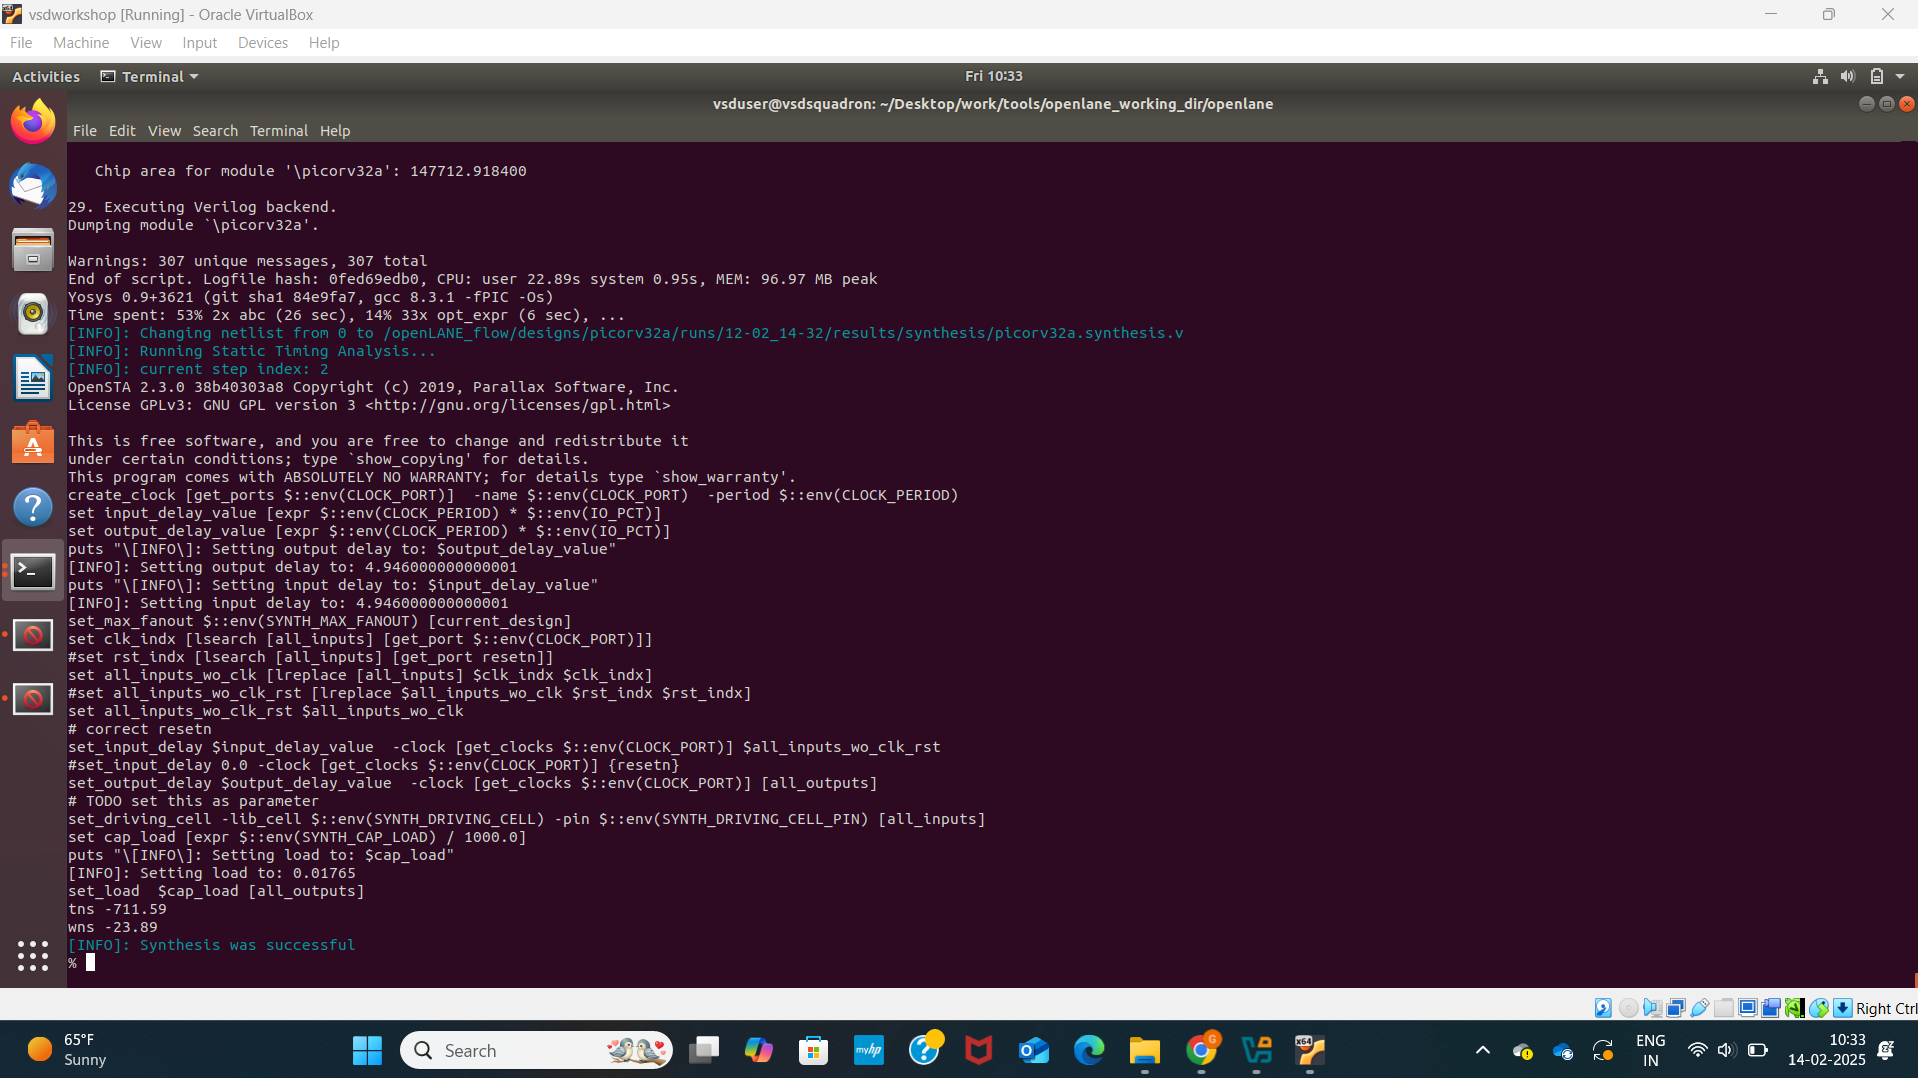 vsdworkshop [Running] - Oracle VirtualBox
File Machine View Input Devices Help
Activities Terminal Fri 10:33
vsduser@vsdsquadron: ~/Desktop/work/tools/openlane_working_dir/openlane
File Edit View Search Terminal Help
Chip area for module '\picorv32a': 147712.918400
29. Executing Verilog backend.
Dumping module `\picorv32a'.
Warnings: 307 unique messages, 307 total
End of script. Logfile hash: 0fed69edb0, CPU: user 22.89s system 0.95s, MEM: 96.97 MB peak
Yosys 0.9+3621 (git sha1 84e9fa7, gcc 8.3.1 -fPIC -Os)
Time spent: 53% 2x abc (26 sec), 14% 33x opt_expr (6 sec), ...
[INFO]: Changing netlist from 0 to /openLANE_flow/designs/picorv32a/runs/12-02_14-32/results/synthesis/picorv32a.synthesis.v
[INFO]: Running Static Timing Analysis...
[INFO]: current step index: 2
OpenSTA 2.3.0 38b40303a8 Copyright (c) 2019, Parallax Software, Inc.
License GPLv3: GNU GPL version 3 <http://gnu.org/licenses/gpl.html>
This is free software, and you are free to change and redistribute it
under certain conditions; type `show_copying' for details.
This program comes with ABSOLUTELY NO WARRANTY; for details type `show_warranty'.
create_clock [get_ports $::env(CLOCK_PORT)]  -name $::env(CLOCK_PORT)  -period $::env(CLOCK_PERIOD)
set input_delay_value [expr $::env(CLOCK_PERIOD) * $::env(IO_PCT)]
set output_delay_value [expr $::env(CLOCK_PERIOD) * $::env(IO_PCT)]
puts "\[INFO\]: Setting output delay to: $output_delay_value"
[INFO]: Setting output delay to: 4.946000000000001
puts "\[INFO\]: Setting input delay to: $input_delay_value"
[INFO]: Setting input delay to: 4.946000000000001
set_max_fanout $::env(SYNTH_MAX_FANOUT) [current_design]
set clk_indx [lsearch [all_inputs] [get_port $::env(CLOCK_PORT)]]
#set rst_indx [lsearch [all_inputs] [get_port resetn]]
set all_inputs_wo_clk [lreplace [all_inputs] $clk_indx $clk_indx]
#set all_inputs_wo_clk_rst [lreplace $all_inputs_wo_clk $rst_indx $rst_indx]
set all_inputs_wo_clk_rst $all_inputs_wo_clk
# correct resetn
set_input_delay $input_delay_value  -clock [get_clocks $::env(CLOCK_PORT)] $all_inputs_wo_clk_rst
#set_input_delay 0.0 -clock [get_clocks $::env(CLOCK_PORT)] {resetn}
set_output_delay $output_delay_value  -clock [get_clocks $::env(CLOCK_PORT)] [all_outputs]
# TODO set this as parameter
set_driving_cell -lib_cell $::env(SYNTH_DRIVING_CELL) -pin $::env(SYNTH_DRIVING_CELL_PIN) [all_inputs]
set cap_load [expr $::env(SYNTH_CAP_LOAD) / 1000.0]
puts "\[INFO\]: Setting load to: $cap_load"
[INFO]: Setting load to: 0.01765
set_load  $cap_load [all_outputs]
tns -711.59
wns -23.89
[INFO]: Synthesis was successful
%
Right Ctrl
65°F
Sunny
Search
myhp
G
x64
ENG
IN
10:33
14-02-2025